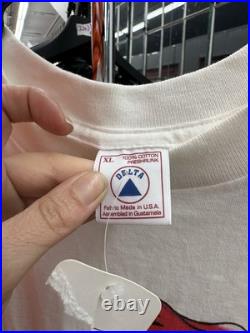 XL
100% COTTON
PRESHRUNK
DELTA
Fabric Made in U.S.A.
Assembled in Guatemala